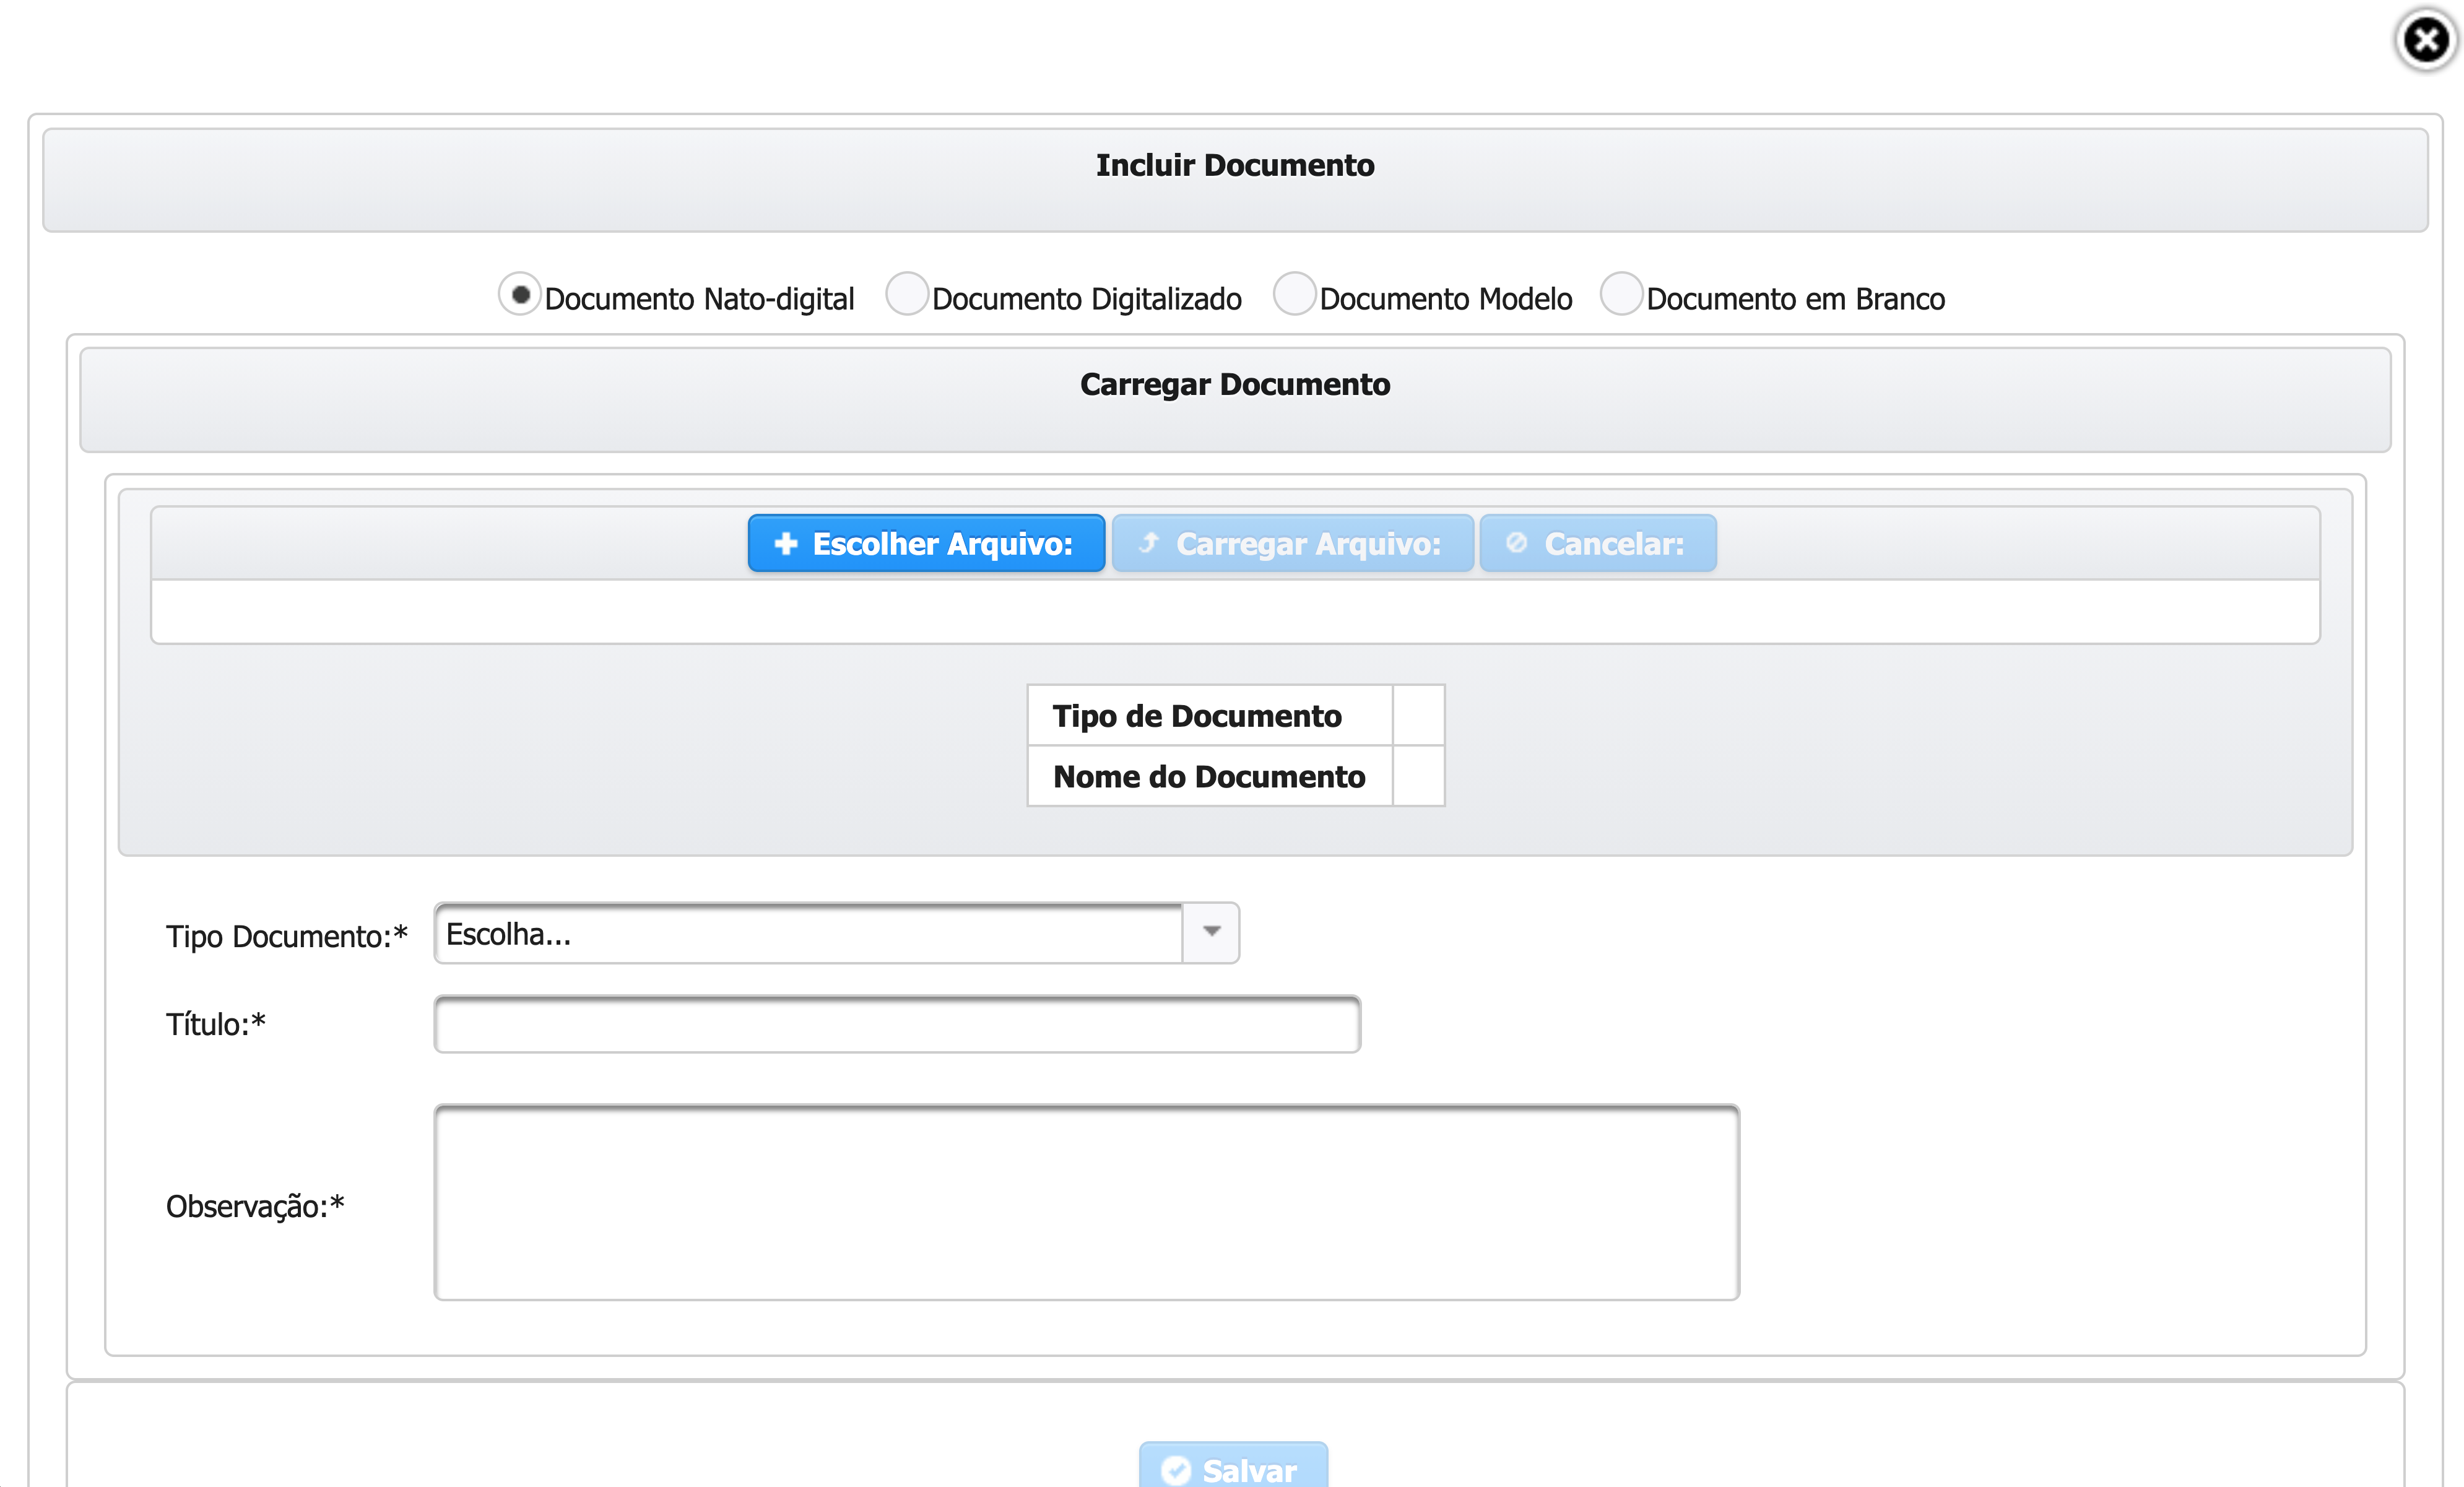 Incluir Documento
Documento Nato-digital Documento Digitalizado Documento Modelo Documento em Branco
Carregar Documento
Escolher Arquivo: Carregar Arquivo: Cancelar:
Tipo de Documento
Nome do Documento
Tipo Documento:* Escolha...
Título:*
Observação:*
Salvar